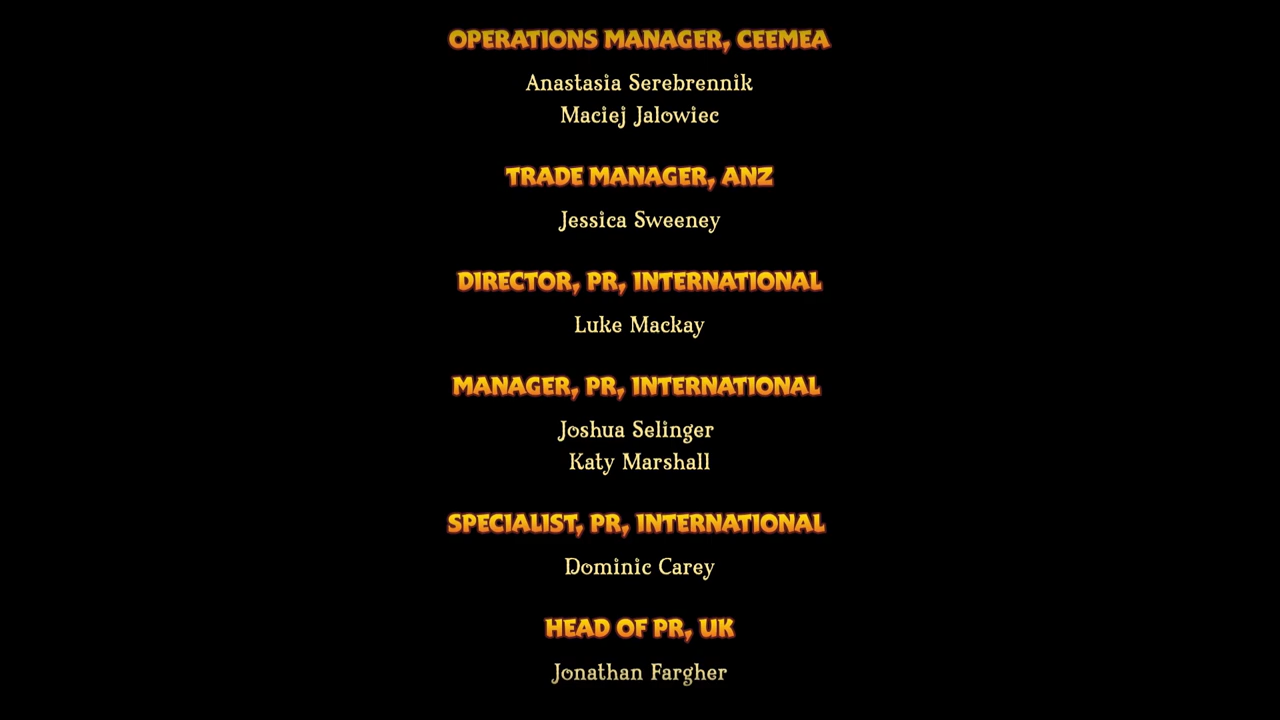 OPERATIONS MANAGER, CEEMEA
Anastasia Serebrennik
Maciej Jalowiec
TRADE MANAGER, ANZ
Jessica Sweeney
DIRECTOR, PR, INTERNATIONAL
Luke Mackay
MANAGER, PR, INTERNATIONAL
Joshua Selinger
Katy Marshall
SPECIALIST, PR, INTERNATIONAL
Dominic Carey
HEAD OF PR, UK
Jonathan Fargher